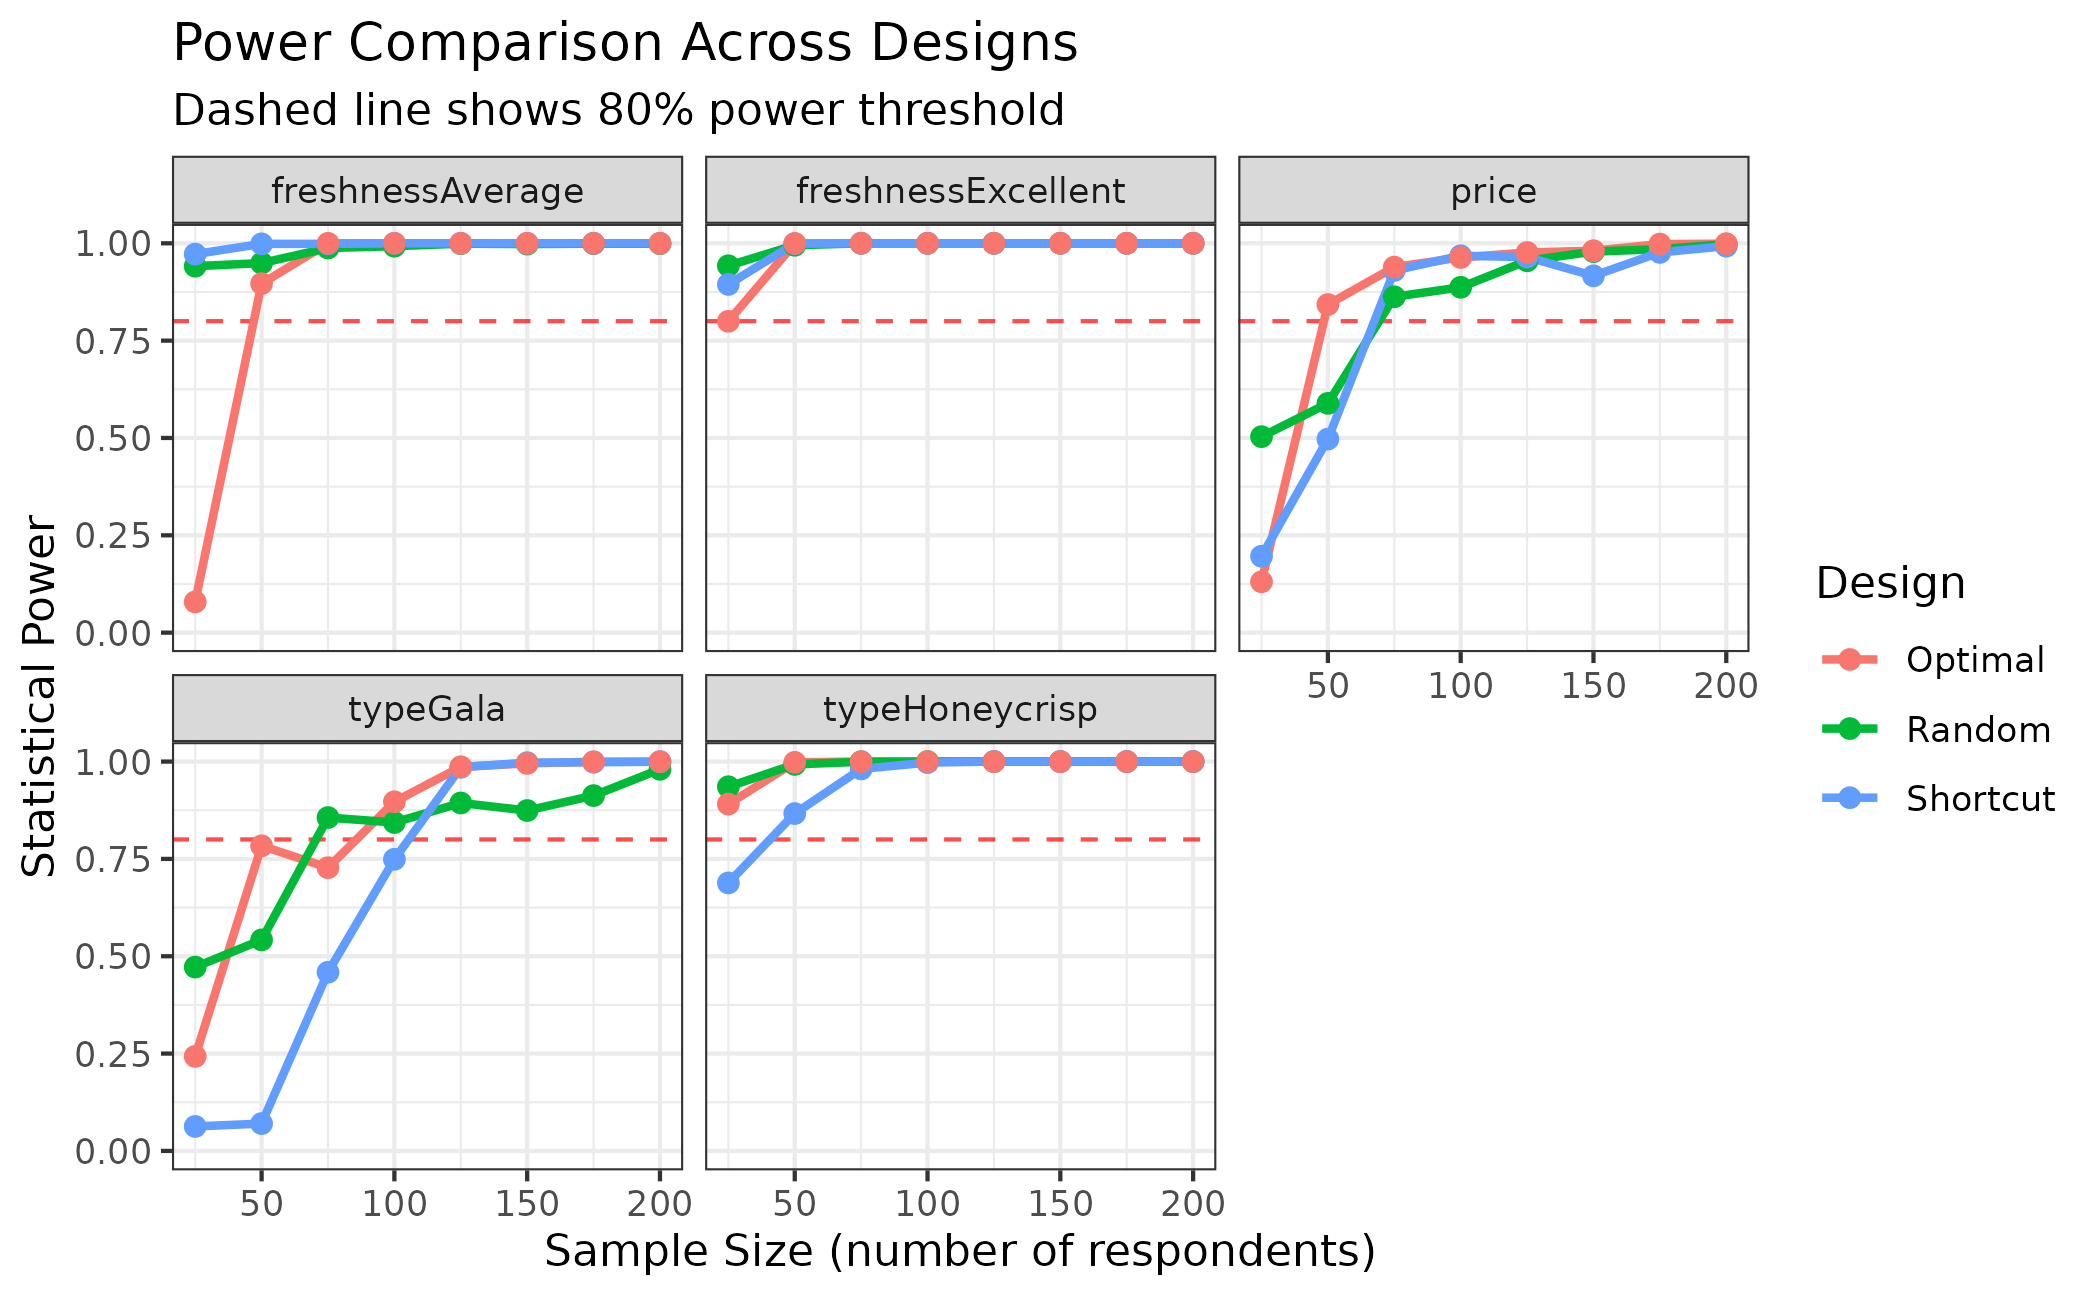 Power Comparison Across Designs
Dashed line shows 80% power threshold
freshnessAverage
freshnessExcellent
price
1.00
0.75
0.50
0.25
0.00
50 100 150 200
typeGala
typeHoneycrisp
1.00
0.75
0.50
0.25
0.00
50 100 150 200
50 100 150 200
Sample Size (number of respondents)
Statistical Power
Design
Optimal
Random
Shortcut